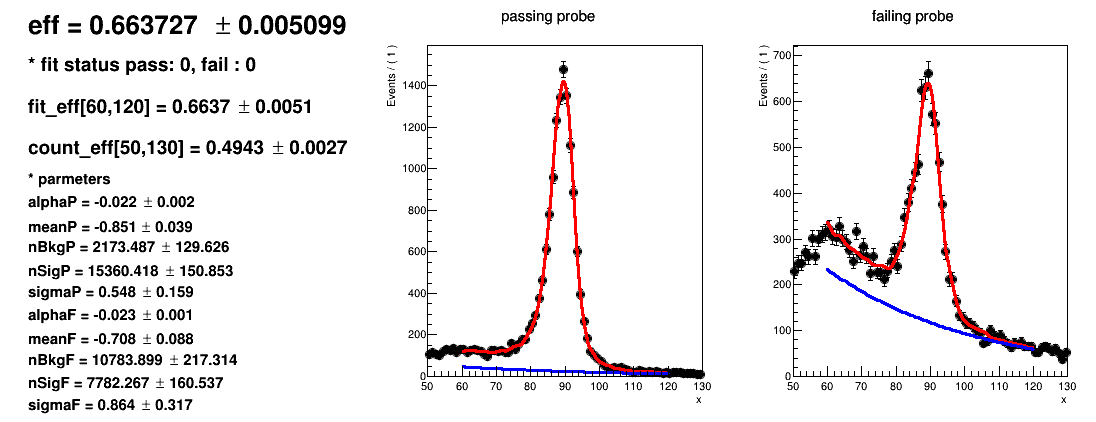 eff = 0.663727 ± 0.005099
* fit status pass: 0, fail : 0
fit_eff[60,120] = 0.6637 ± 0.0051
count_eff[50,130] = 0.4943 ± 0.0027
* parmeters
alphaP = -0.022 ± 0.002
meanP = -0.851 ± 0.039
nBkgP = 2173.487 ± 129.626
nSigP = 15360.418 ± 150.853
sigmaP = 0.548 ± 0.159
alphaF = -0.023 ± 0.001
meanF = -0.708 ± 0.088
nBkgF = 10783.899 ± 217.314
nSigF = 7782.267 ± 160.537
sigmaF = 0.864 ± 0.317
passing probe
Events / ( 1 )
1400
1200
1000
800
600
400
200
0
50 60 70 80 90 100 110 120 130
x
failing probe
Events / ( 1 )
700
600
500
400
300
200
100
0
50 60 70 80 90 100 110 120 130
x